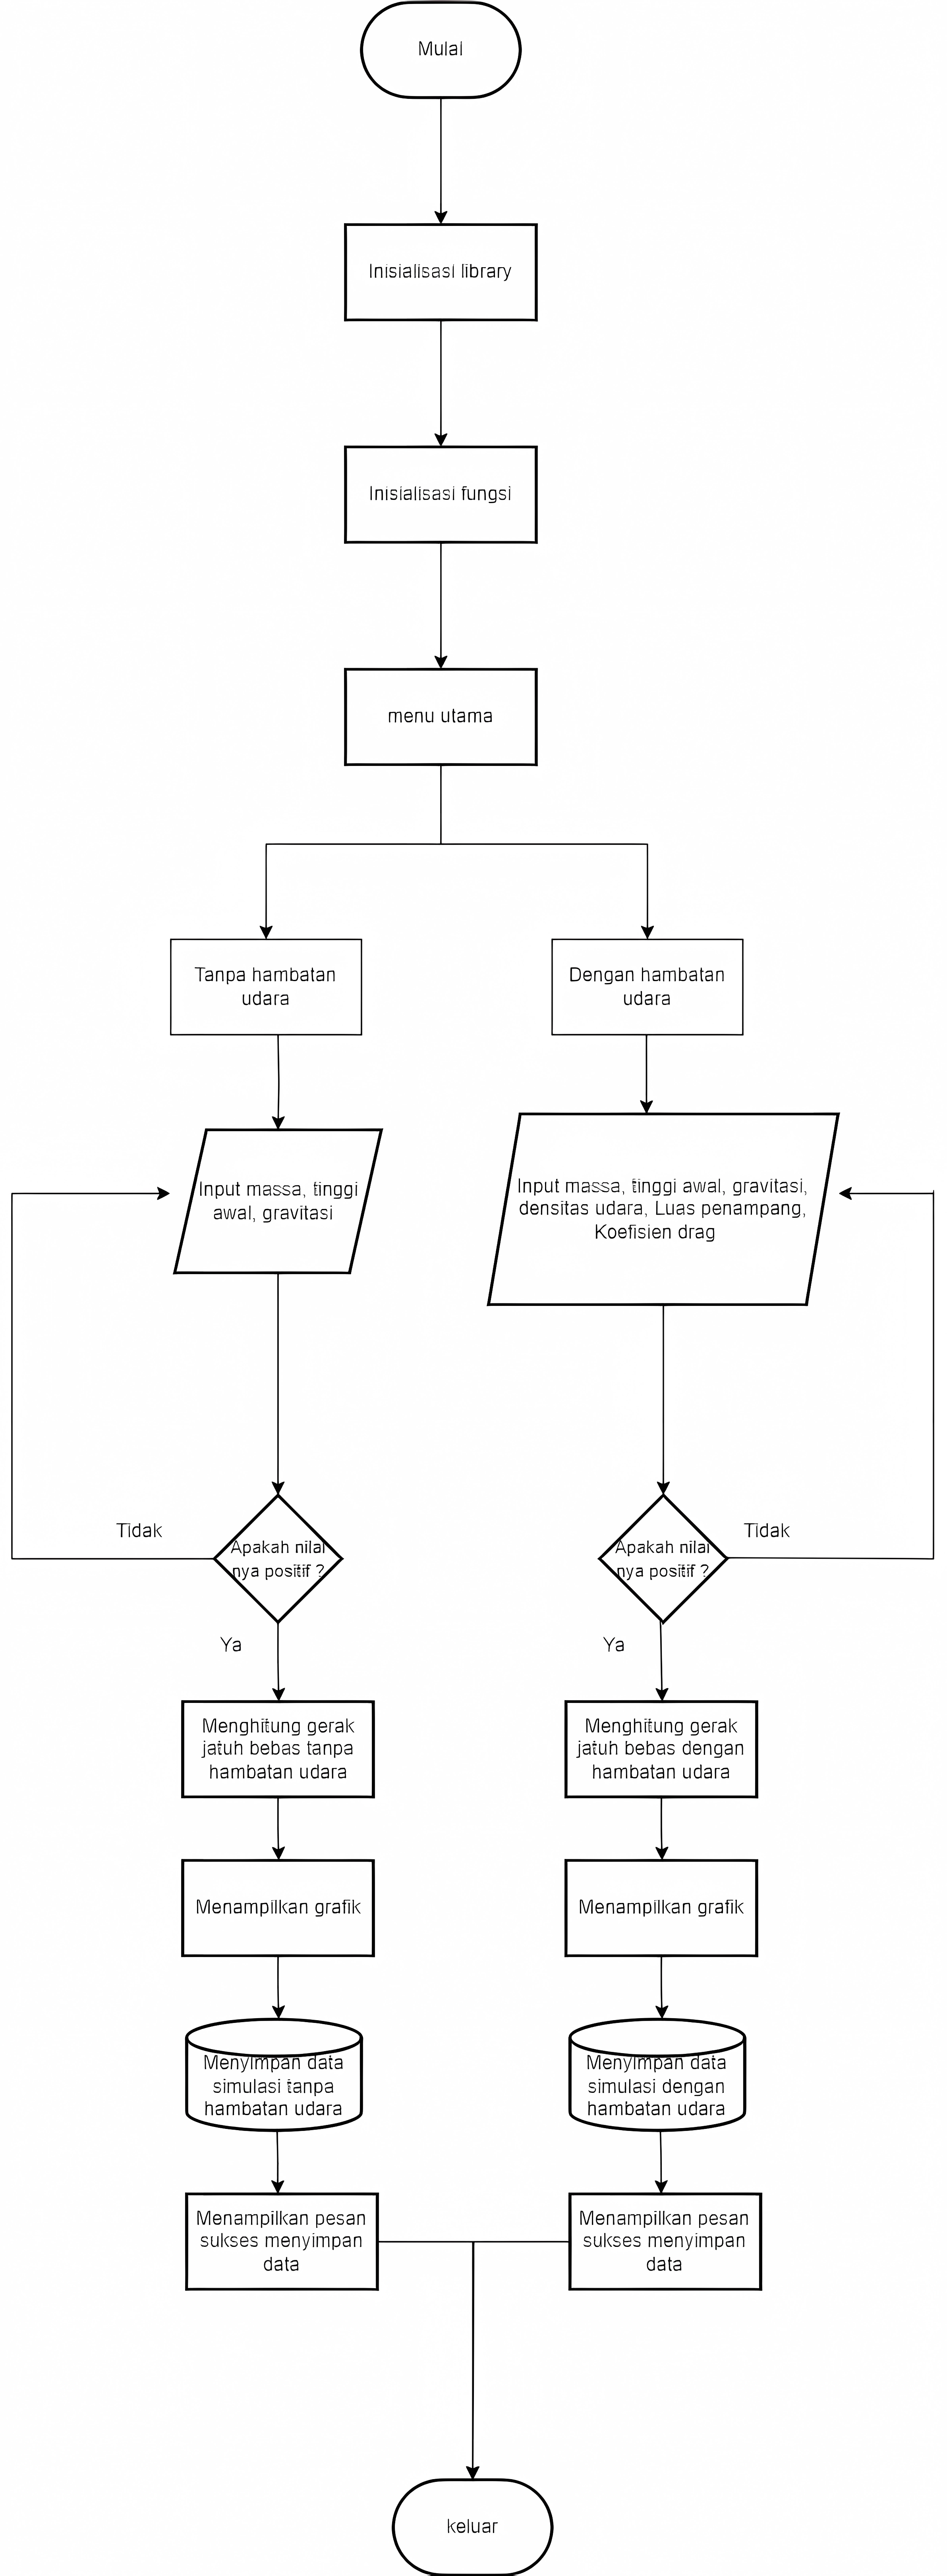 Mulai
Inisialisasi library
Inisialisasi fungsi
menu utama
Tanpa hambatan
udara
Dengan hambatan
udara
Input massa, tinggi
awal, gravitasi
Input massa, tinggi awal, gravitasi,
densitas udara, Luas penampang,
Koefisien drag
Tidak
Apakah nilai
nya positif ?
Apakah nilai
nya positif ?
Tidak
Ya
Ya
Menghitung gerak
jatuh bebas tanpa
hambatan udara
Menghitung gerak
jatuh bebas dengan
hambatan udara
Menampilkan grafik
Menampilkan grafik
Menyimpan data
simulasi tanpa
hambatan udara
Menyimpan data
simulasi dengan
hambatan udara
Menampilkan pesan
sukses menyimpan
data
Menampilkan pesan
sukses menyimpan
data
keluar